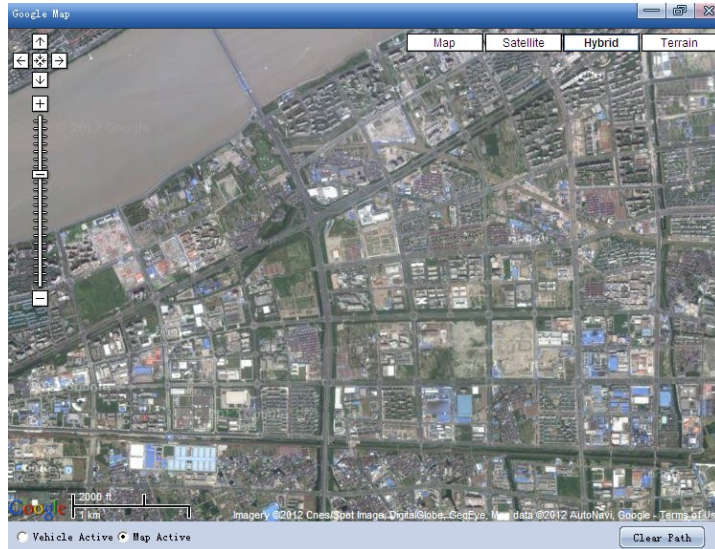 Google Map
Map Satellite Hybrid Terrain
© 2012 Google
2000 ft
1 km
Google
Imagery ©2012 Cnes/Spot Image, DigitalGlobe, GeoEye, Map data ©2012 AutoNavi, Google - Terms of Us
Vehicle Active Map Active Clear Path